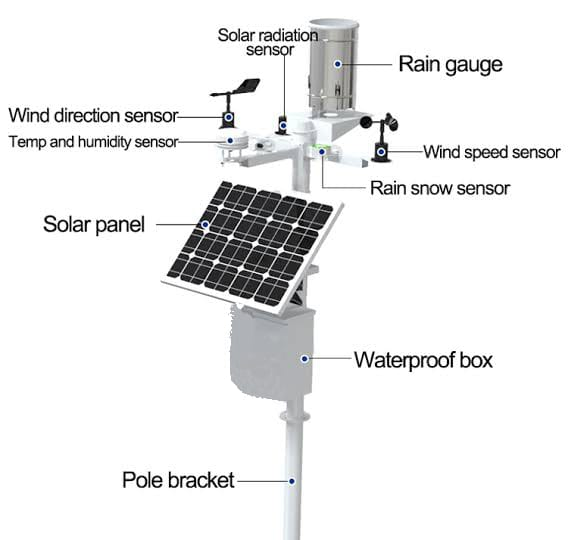 Solar radiation
sensor
Rain gauge
Wind direction sensor
Temp and humidity sensor
Wind speed sensor
Rain snow sensor
Solar panel
Waterproof box
Pole bracket